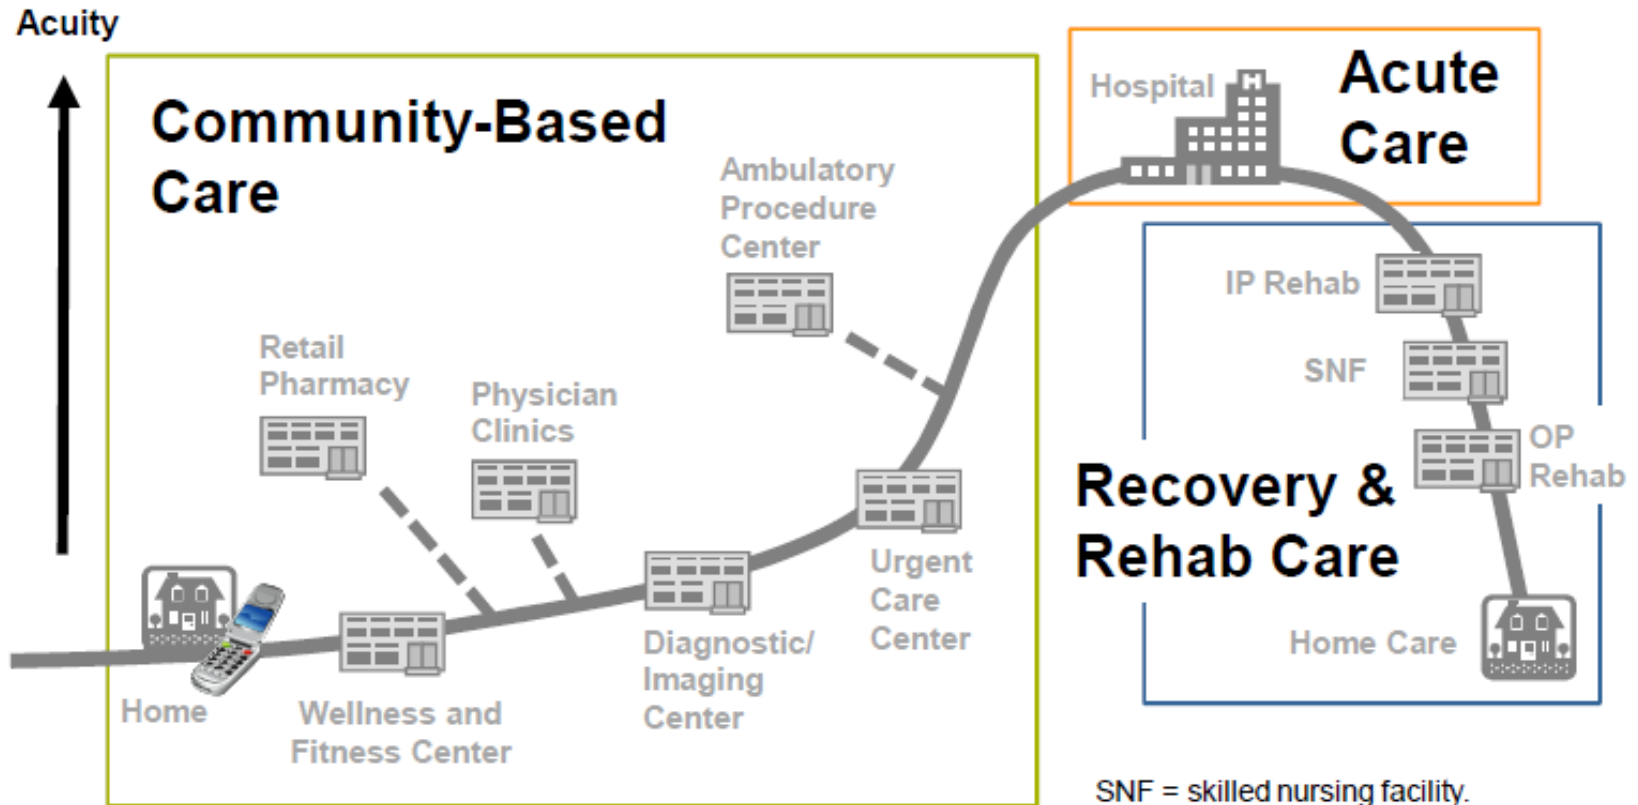 Acuity
Community-Based
Care
Hospital
Acute
Care
Ambulatory
Procedure
Center
Retail
Pharmacy
Physician
Clinics
IP Rehab
SNF
OP
Rehab
Recovery &
Rehab Care
Urgent
Care
Center
Diagnostic/
Imaging
Center
Home Care
Home
Wellness and
Fitness Center
SNF = skilled nursing facility.
H